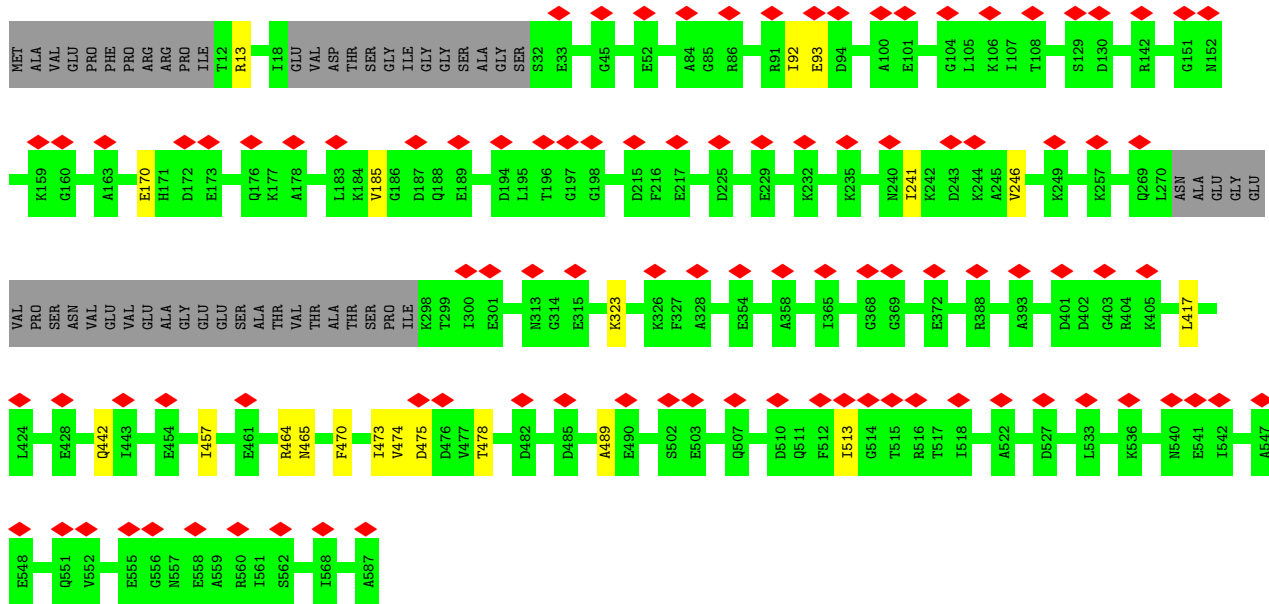 MET ALA VAL GLU PRO PHE PRO ARG ARG PRO ILE T12 R13 I18 GLU VAL ASP THR SER GLY ILE GLY GLY SER ALA GLY SER S32 E33 G45 E52 A84 G85 R86 R91 I92 E93 D94 A100 E101 G104 L105 K106 I107 T108 S129 D130 R142 G151 N152
K159 G160 A163 E170 H171 D172 E173 Q176 K177 A178 L183 K184 V185 G186 D187 Q188 E189 D194 L195 T196 G197 G198 D215 F216 E217 D225 E229 K232 K235 N240 I241 K242 D243 K244 A245 V246 K249 K257 Q269 L270 ASN ALA GLU GLY GLU
VAL PRO SER ASN VAL GLU VAL GLU ALA GLY GLU GLU SER ALA THR VAL THR ALA THR SER PRO ILE K298 T299 I300 E301 N313 G314 E315 K323 K326 F327 A328 E354 A358 I365 G368 G369 E372 R388 A393 D401 D402 G403 R404 K405 L417
L424 E428 Q442 I443 E454 I457 E461 R464 N465 F470 I473 V474 D475 D476 V477 T478 D482 D485 A489 E490 S502 E503 Q507 D510 Q511 F512 I513 G514 T515 R516 T517 I518 A522 D527 L533 K536 N540 E541 I542 A547
E548 Q551 V552 E555 G556 N557 E558 A559 R560 I561 S562 I568 A587